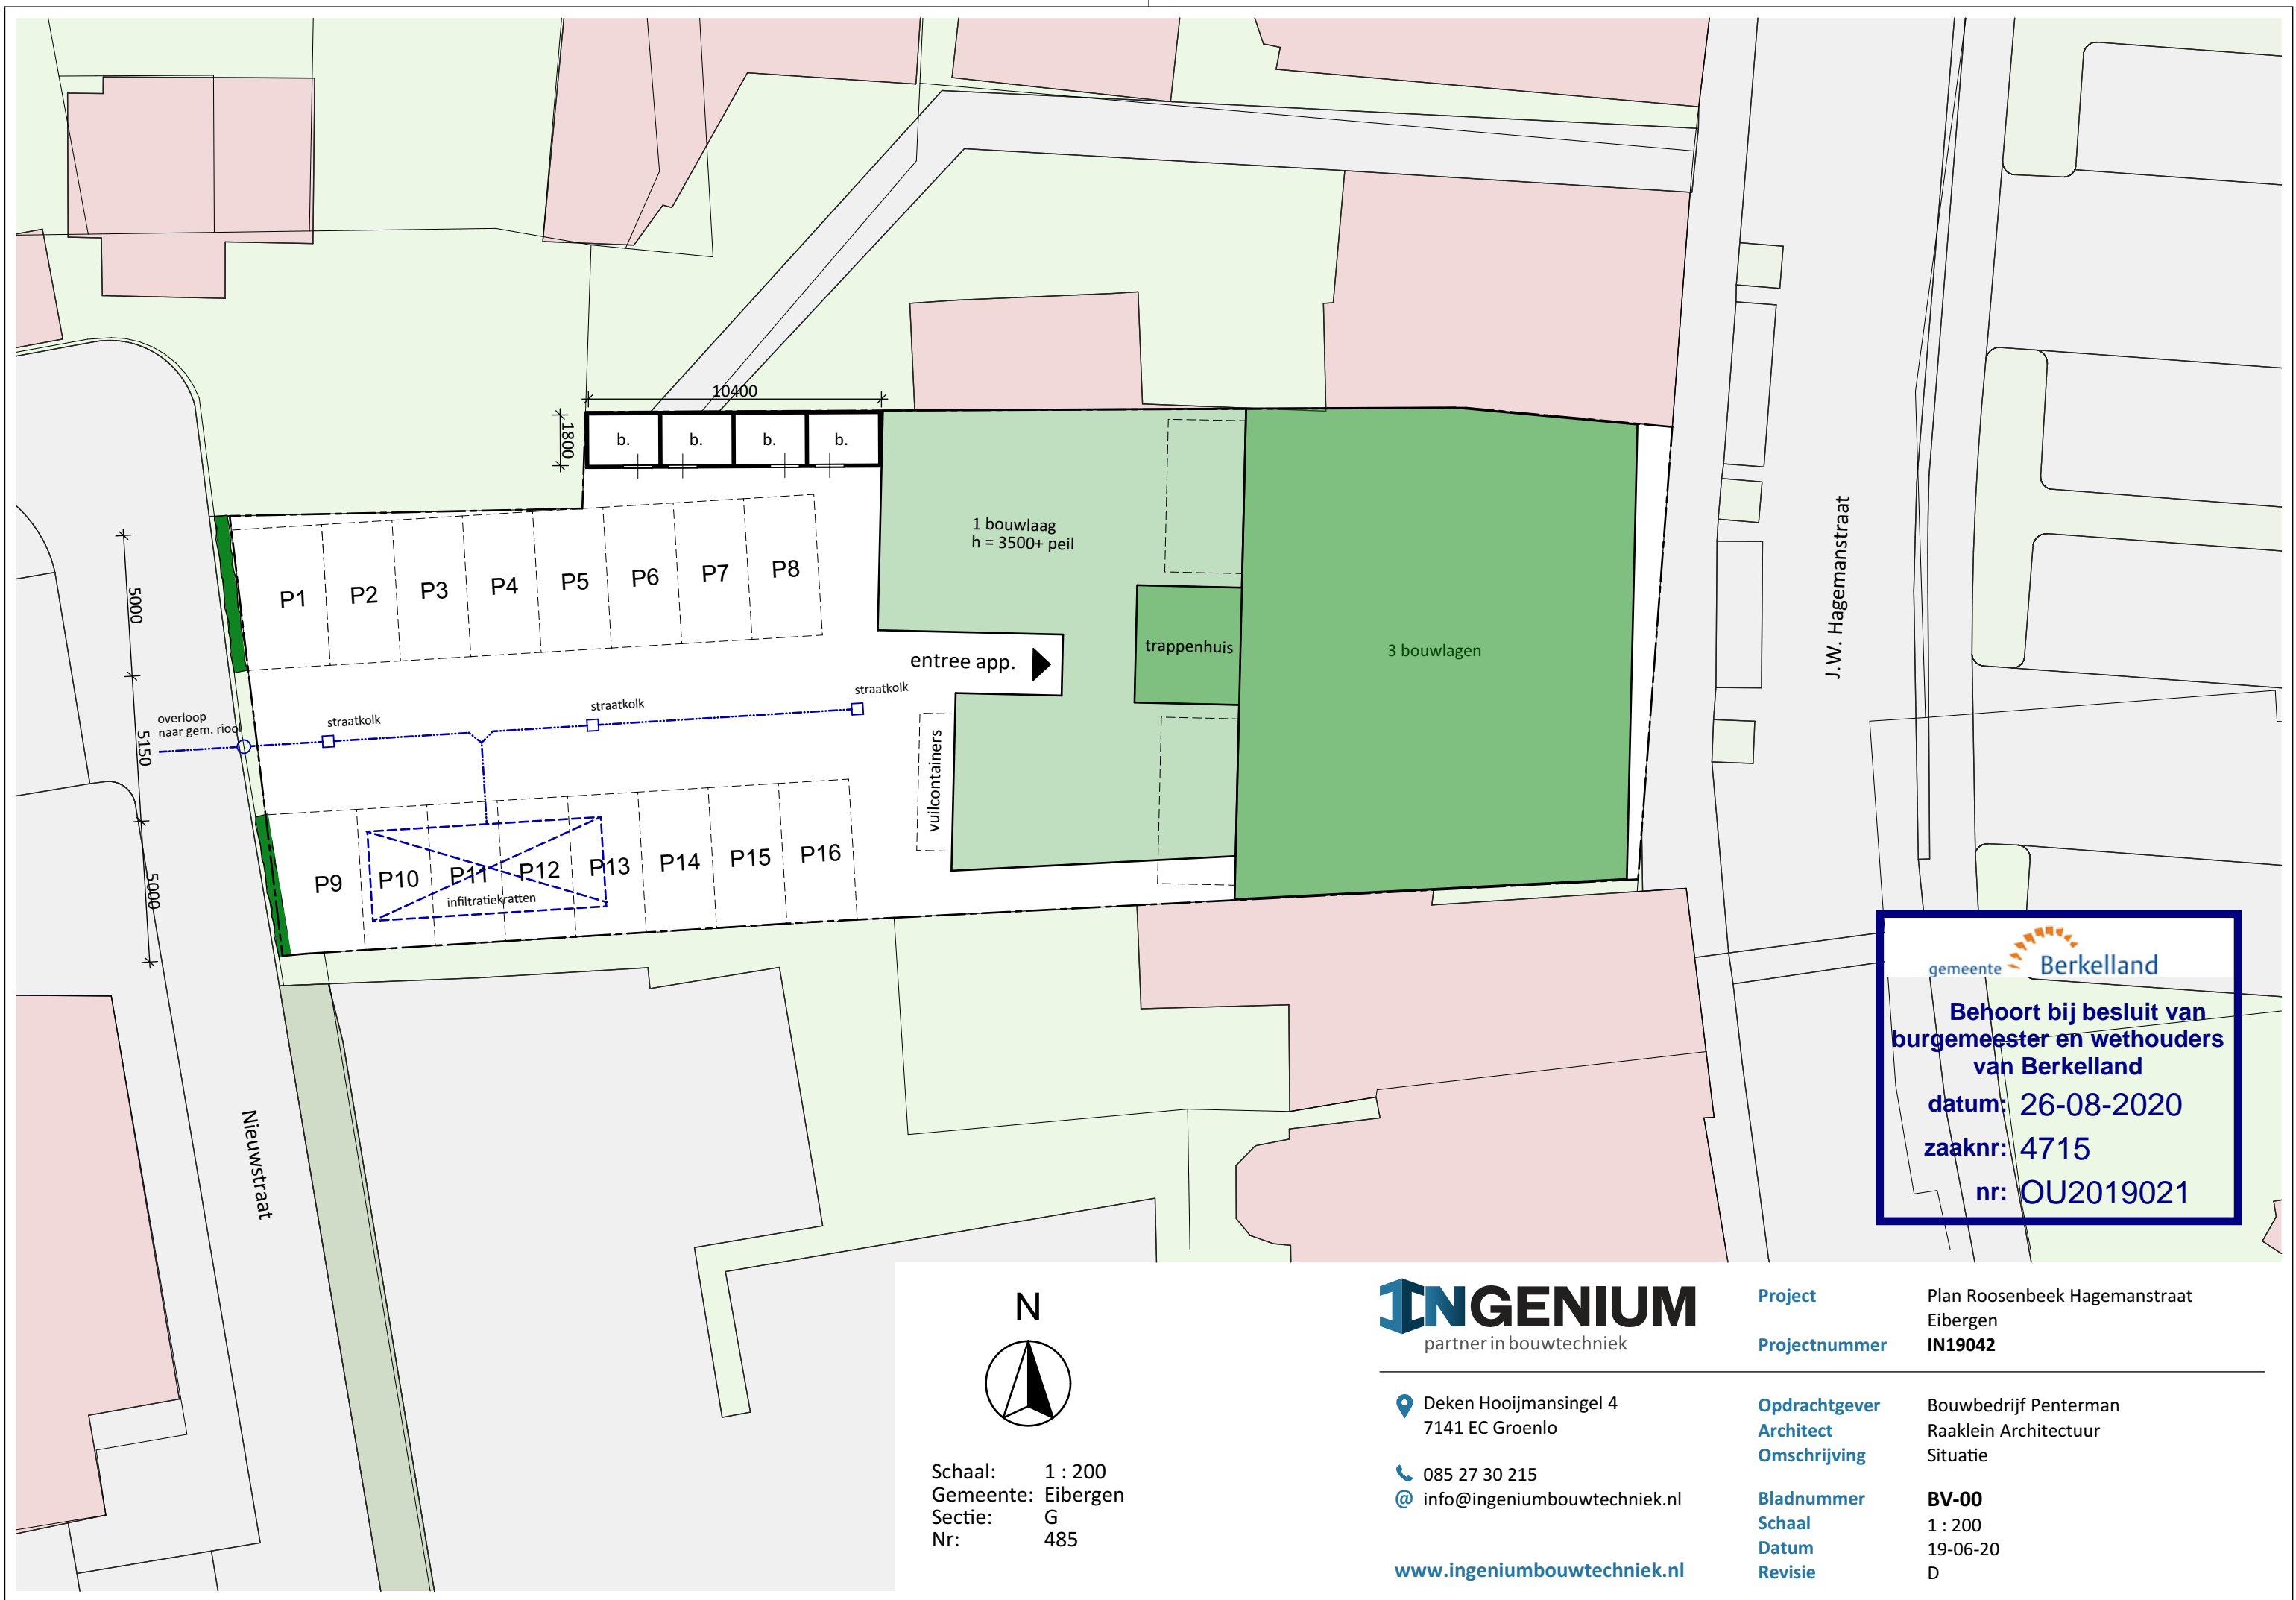 10400
1800
b.
b.
b.
b.
1 bouwlaag
h = 3500+ peil
P1
P2
P3
P4
P5
P6
P7
P8
5000
5150
5000
entree app.
trappenhuis
3 bouwlagen
J.W. Hagemanstraat
overloop
naar gem. riool
straatkolk
straatkolk
straatkolk
vuilcontainers
P9
P10
P11
P12
P13
P14
P15
P16
infiltratiekratten
Nieuwstraat
gemeente Berkelland
Behoort bij besluit van
burgemeester en wethouders
van Berkelland
datum: 26-08-2020
zaaknr: 4715
nr: OU2019021
N
Schaal: 1 : 200
Gemeente: Eibergen
Sectie: G
Nr: 485
INGENIUM
partner in bouwtechniek
Deken Hooijmansingel 4
7141 EC Groenlo
085 27 30 215
@ info@ingeniumbouwtechniek.nl
www.ingeniumbouwtechniek.nl
Project Plan Roosenbeek Hagemanstraat
Eibergen
Projectnummer IN19042
Opdrachtgever Bouwbedrijf Penterman
Architect Raaklein Architectuur
Omschrijving Situatie
Bladnummer BV-00
Schaal 1 : 200
Datum 19-06-20
Revisie D